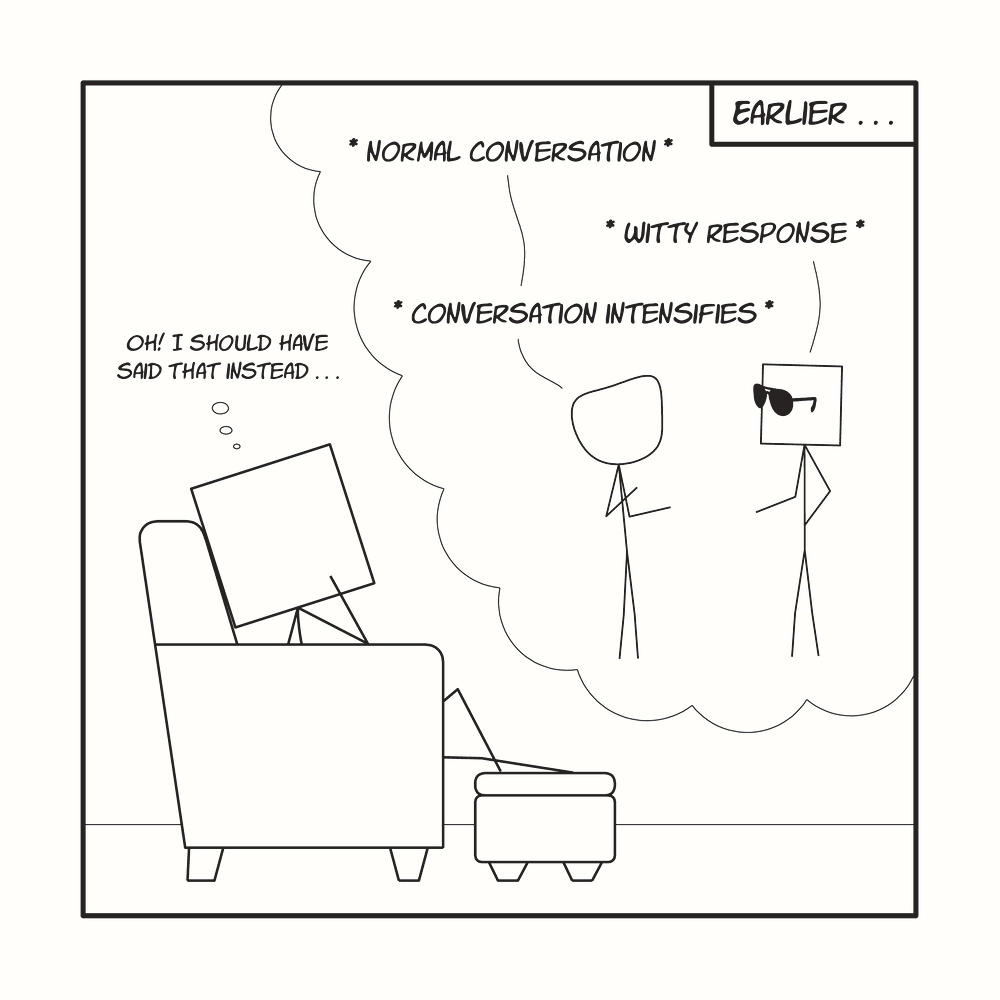 EARLIER ...
* NORMAL CONVERSATION *
* WITTY RESPONSE *
* CONVERSATION INTENSIFIES *
OH! I SHOULD HAVE
SAID THAT INSTEAD ...